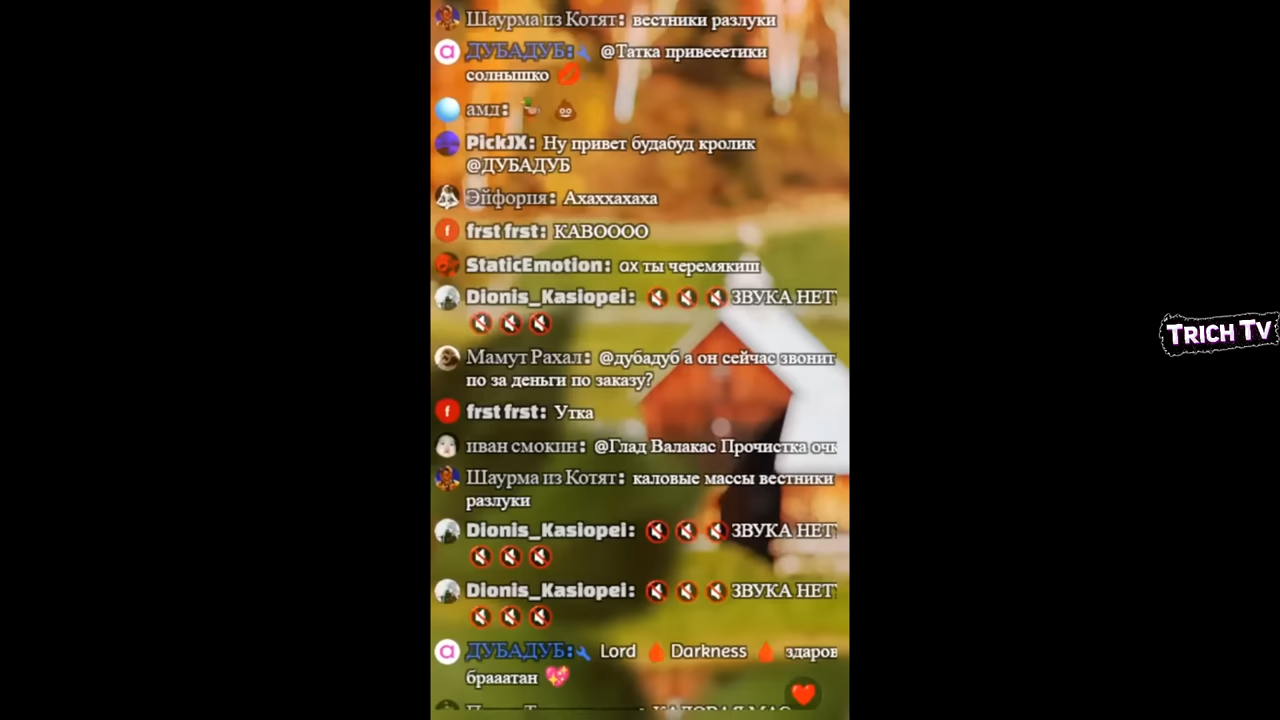 Шаурма из Котят: вестники разлуки
ДУБАДУБ: @Татка привееетики
солнышко
амд:
PickJX: Ну привет будабуд кролик
@ДУБАДУБ
Эйфория: Ахаххахаха
frst frst: КАВОООО
StaticEmotion: ах ты черемякиш
Dionis_Kasiopei: ЗВУКА НЕТ
Мамут Рахал: @дубадуб а он сейчас звонит
по за деньги по заказу?
frst frst: Утка
иван смокин: @Глад Валакас Прочистка очк
Шаурма из Котят: каловые массы вестники
разлуки
Dionis_Kasiopei: ЗВУКА НЕТ
Dionis_Kasiopei: ЗВУКА НЕТ
ДУБАДУБ: Lord Darkness здаров
брааатан
TRICH TV